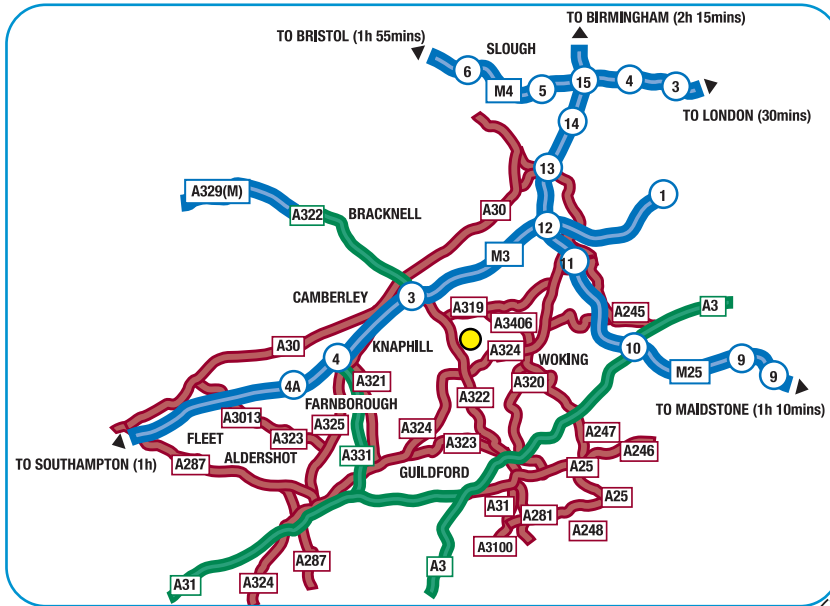 TO BIRMINGHAM (2h 15mins)
TO BRISTOL (1h 55mins)
SLOUGH
6
M4
5
15
4
3
TO LONDON (30mins)
14
13
A329(M)
A322
BRACKNELL
A30
1
12
M3
11
CAMBERLEY
3
A319
A3406
A245
A3
A30
4
KNAPHILL
A324
WOKING
10
M25
9
9
4A
A321
A320
A322
TO MAIDSTONE (1h 10mins)
FARNBOROUGH
A3013
A325
A324
A323
A247
FLEET
A323
A246
TO SOUTHAMPTON (1h)
A287
ALDERSHOT
A331
GUILDFORD
A25
A31
A25
A281
A248
A3100
A31
A324
A287
A3